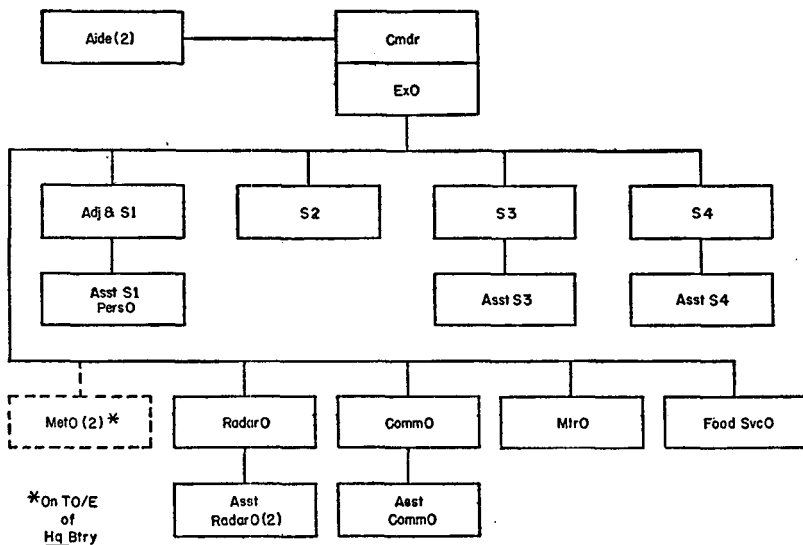 Aide (2)
Cmdr
ExO
Adj & S1
S2
S3
S4
Asst S1
PersO
Asst S3
Asst S4
MetO (2) *
RadarO
CommO
MtrO
Food SvcO
Asst
RadarO (2)
Asst
CommO
*On TO/E
of
Hq Btry